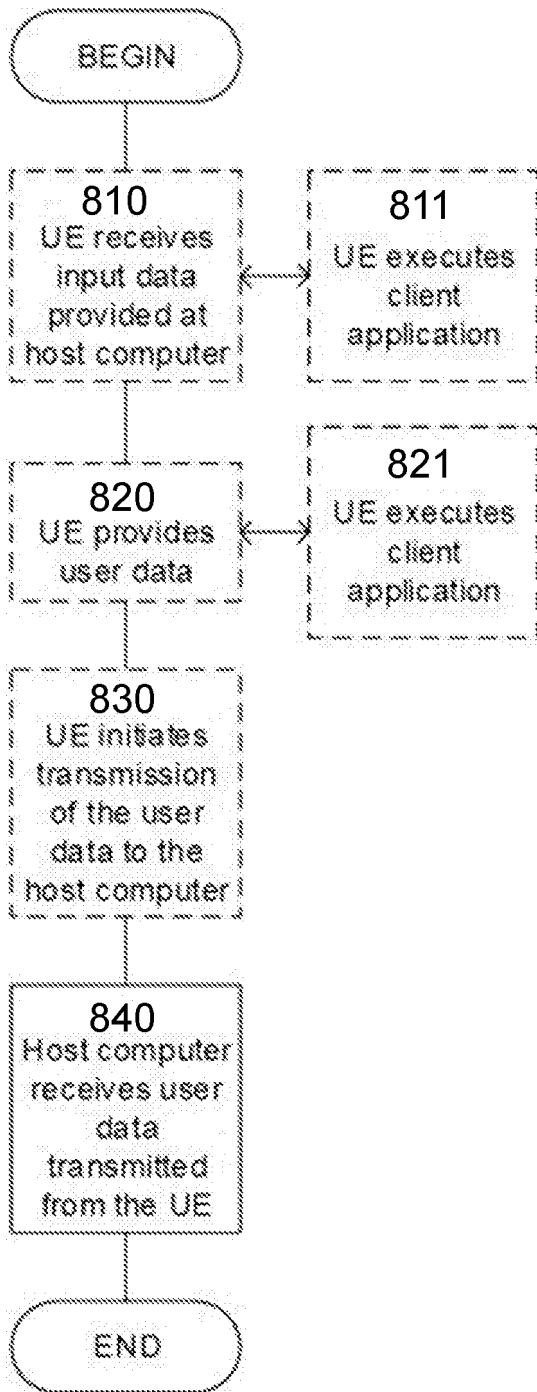 BEGIN
810
UE receives
input data
provided at
host computer
811
UE executes
client
application
820
UE provides
user data
821
UE executes
client
application
830
UE initiates
transmission
of the user
data to the
host computer
840
Host computer
receives user
data
transmitted
from the UE
END